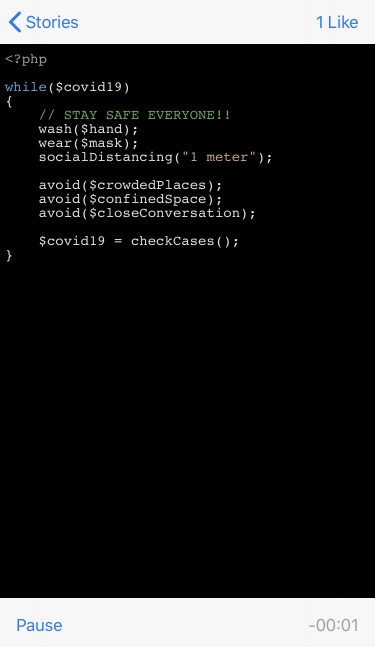 Stories
1 Like
<?php
while($covid19)
{
// STAY SAFE EVERYONE!!
wash($hand);
wear($mask);
socialDistancing("1 meter");
avoid($crowdedPlaces);
avoid($confinedSpace);
avoid($closeConversation);
$covid19 = checkCases();
}
Pause
-00:01